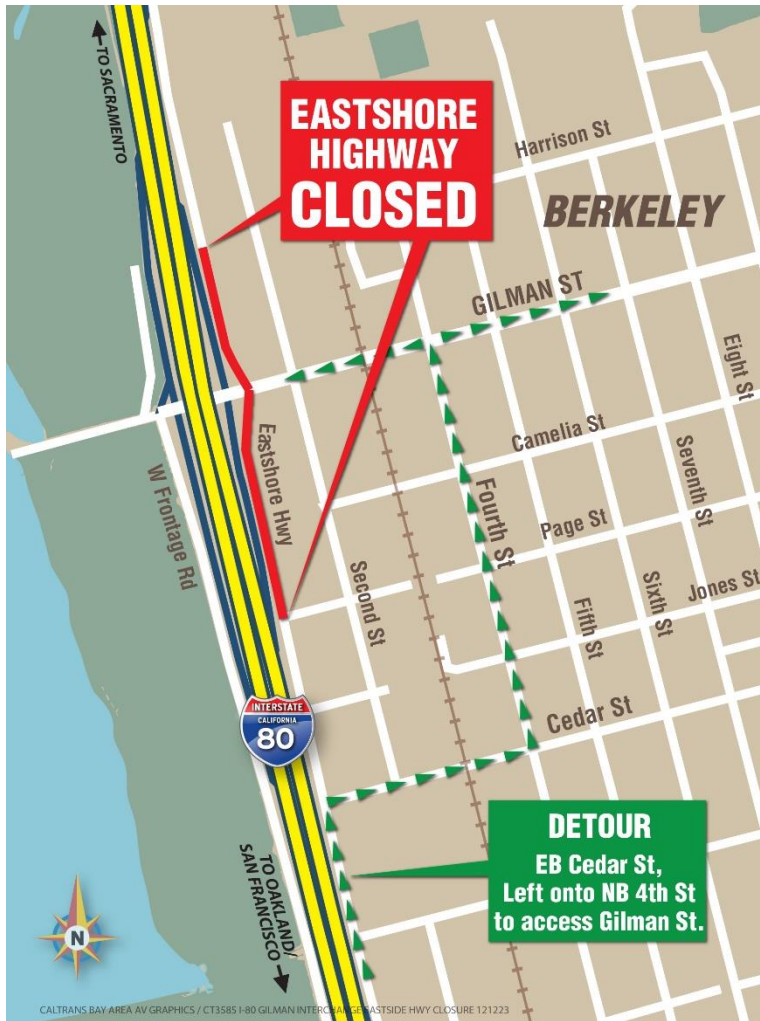 TO SACRAMENTO
EASTSHORE
HIGHWAY
CLOSED
Harrison St
BERKELEY
GILMAN ST
Eight St
Camelia St
Eastshore Hwy
W Frontage Rd
Fourth St
Seventh St
Page St
Second St
Sixth St
Fifth St
Jones St
INTERSTATE
CALIFORNIA
80
Cedar St
DETOUR
EB Cedar St,
Left onto NB 4th St
to access Gilman St.
TO OAKLAND/
SAN FRANCISCO
N
CALTRANS BAY AREA AV GRAPHICS / CT3585 I-80 GILMAN INTERCHANGE EASTSIDE HWY CLOSURE 121223